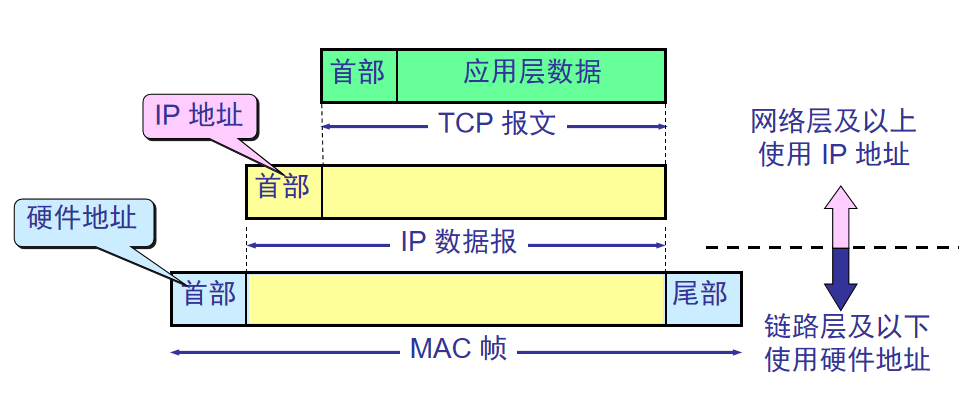 首部
应用层数据
IP 地址
TCP 报文
网络层及以上
使用 IP 地址
首部
硬件地址
IP 数据报
首部
尾部
链路层及以下
使用硬件地址
MAC 帧